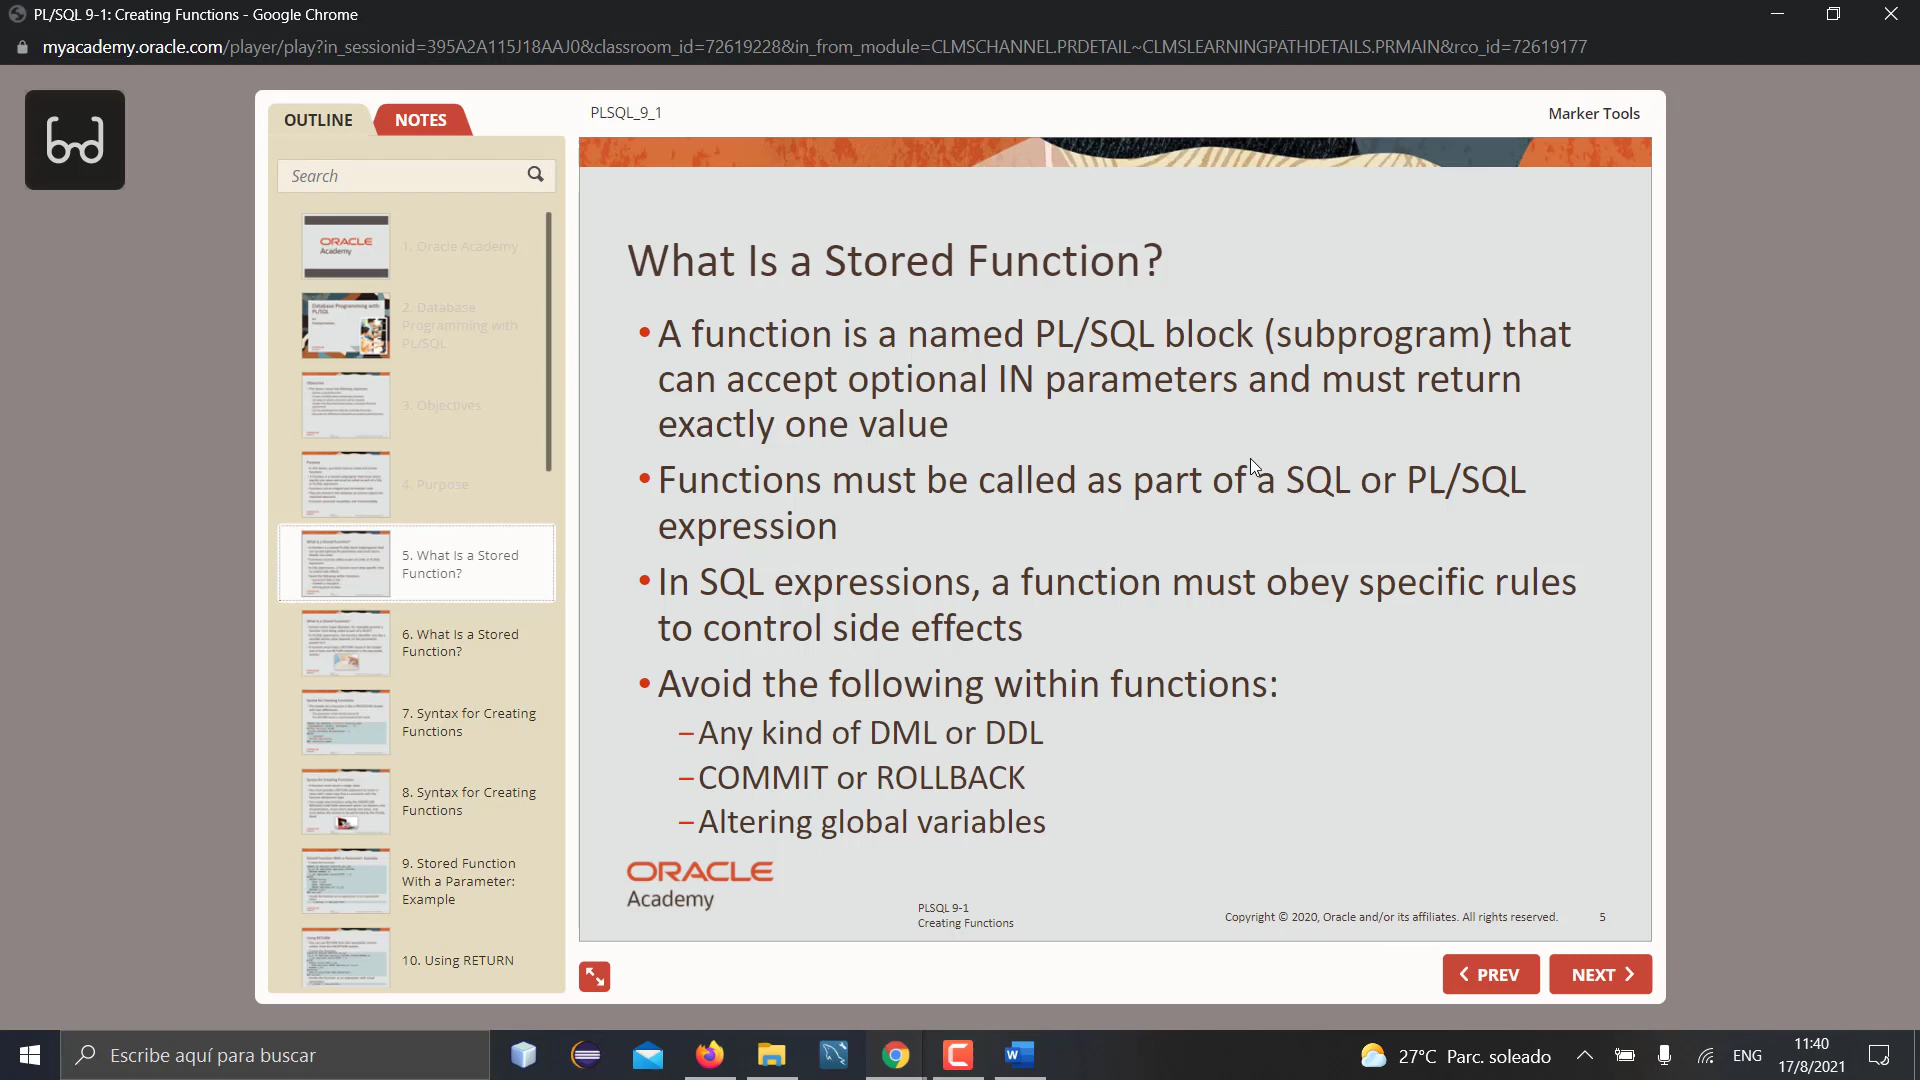 PL/SQL 9-1: Creating Functions - Google Chrome
myacademy.oracle.com/player/play?in_sessionid=395A2A115J18AAJ0&classroom_id=72619228&in_from_module=CLMSCHANNEL.PRDETAIL~CLMSLEARNINGPATHDETAILS.PRMAIN&rco_id=72619177
OUTLINE
NOTES
PLSQL_9_1
Marker Tools
Search
ORACLE
Academy
1. Oracle Academy
2. Database
Programming with
PL/SQL
3. Objectives
4. Purpose
5. What Is a Stored
Function?
6. What Is a Stored
Function?
7. Syntax for Creating
Functions
8. Syntax for Creating
Functions
9. Stored Function
With a Parameter:
Example
10. Using RETURN
What Is a Stored Function?
•A function is a named PL/SQL block (subprogram) that
can accept optional IN parameters and must return
exactly one value
•Functions must be called as part of a SQL or PL/SQL
expression
•In SQL expressions, a function must obey specific rules
to control side effects
•Avoid the following within functions:
–Any kind of DML or DDL
–COMMIT or ROLLBACK
–Altering global variables
ORACLE
Academy
PLSQL 9-1
Creating Functions
Copyright © 2020, Oracle and/or its affiliates. All rights reserved.
5
PREV
NEXT
Escribe aquí para buscar
27°C Parc. soleado
ENG
11:40
17/8/2021